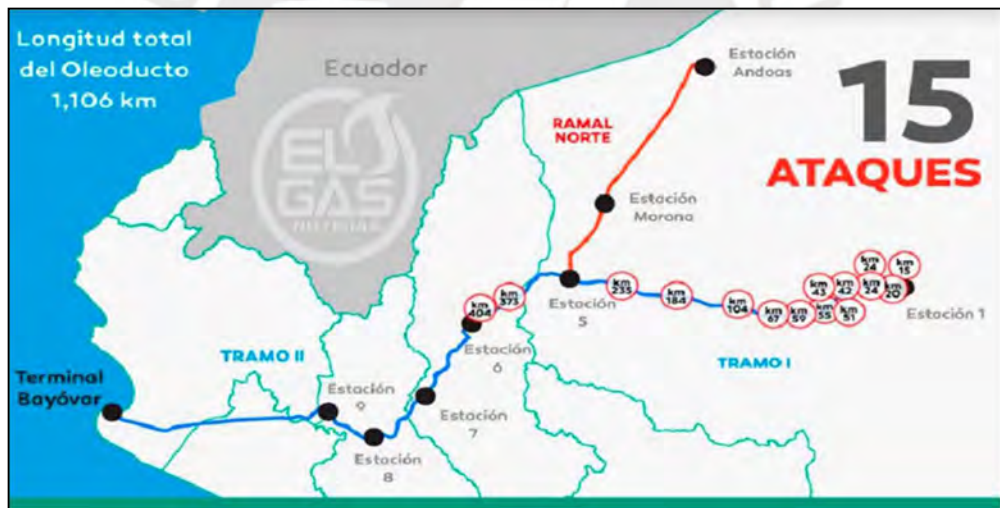 Longitud total
del Oleoducto
1,106 km
Ecuador
EL
GAS
NOTICIAS
Estación
Andoas
15
ATAQUES
RAMAL
NORTE
Estación
Morona
km
24
km
15
km
43
km
42
km
24
km
20
km
235
km
184
km
104
km
67
km
59
km
55
km
51
Estación 1
km
373
km
404
Estación
5
Estación
6
TRAMO II
TRAMO I
Terminal
Bayóvar
Estación
9
Estación
7
Estación
8